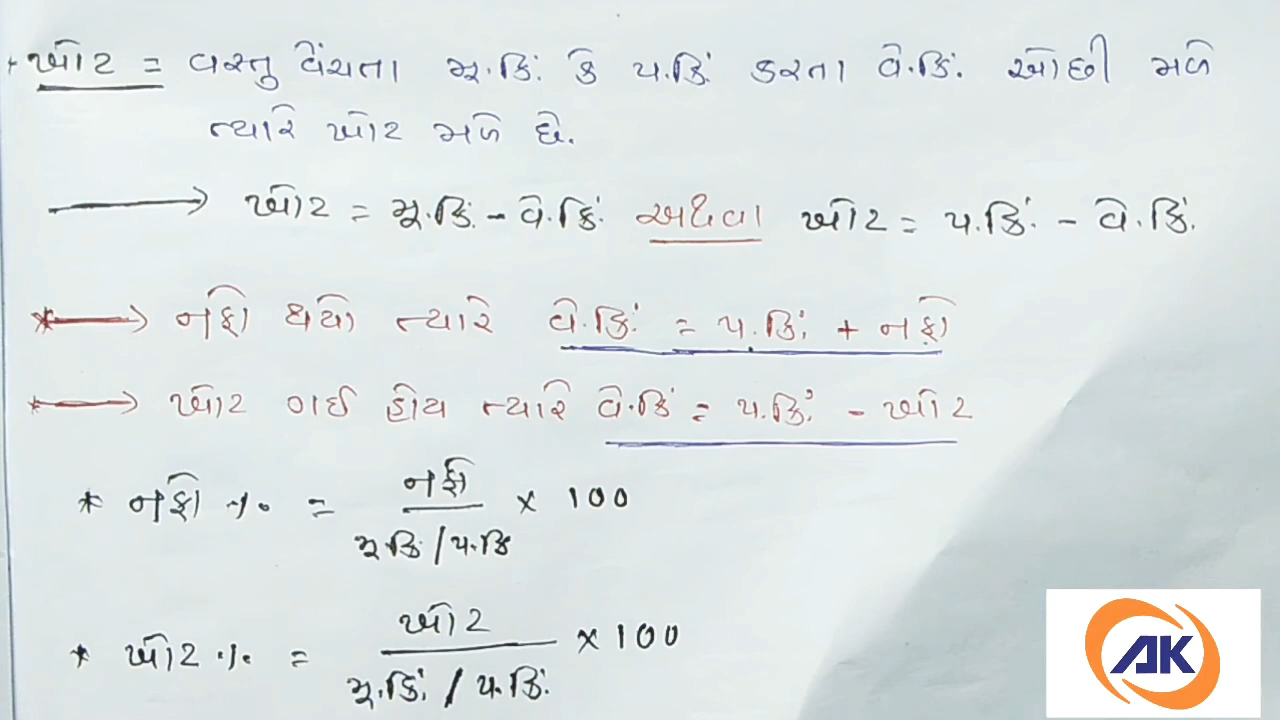 + ખોટ = વસ્તુ વેંચતા મૂ.કિં. કે પ.કિં કરતા વે.કિં. ઓછી મળે
ત્યારે ખોટ મળે છે.
→ ખોટ = મૂ.કિં. - વે.કિં અથવા ખોટ = પ.કિં. - વે.કિં.
*→ નફો થયો ત્યારે વે.કિં. = પ.કિં. + નફો
*→ ખોટ ગઈ હોય ત્યારે વે.કિં = પ.કિં. - ખોટ
* નફો % = નફો × 100
મૂ.કિં / પ.કિં
* ખોટ % = ખોટ × 100
મૂ.કિં. / પ.કિં.
AK